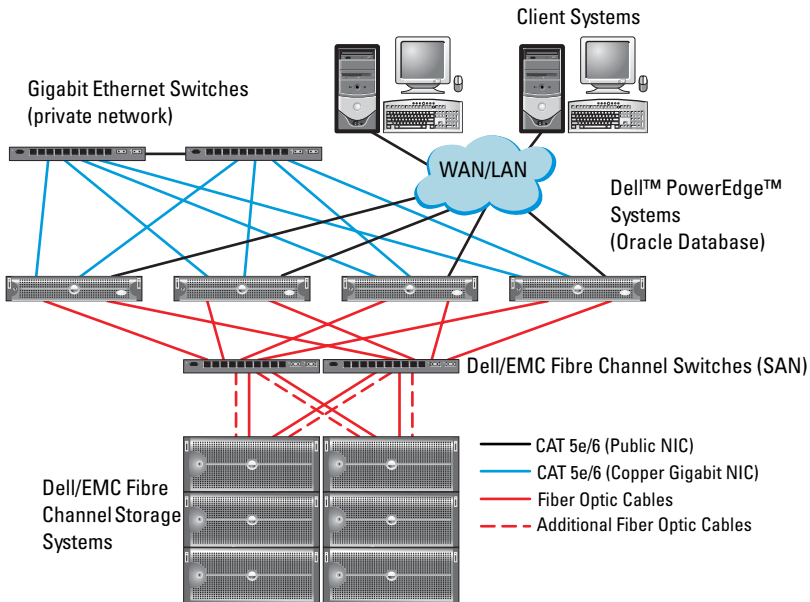 Client Systems
Gigabit Ethernet Switches
(private network)
WAN/LAN
Dell™ PowerEdge™
Systems
(Oracle Database)
Dell/EMC Fibre Channel Switches (SAN)
Dell/EMC Fibre
Channel Storage
Systems
CAT 5e/6 (Public NIC)
CAT 5e/6 (Copper Gigabit NIC)
Fiber Optic Cables
Additional Fiber Optic Cables